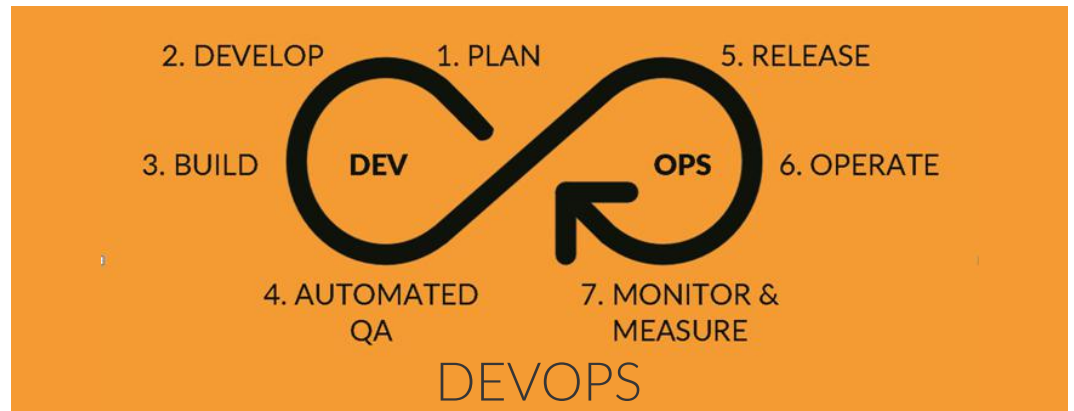 2. DEVELOP
1. PLAN
5. RELEASE
3. BUILD
DEV
OPS
6. OPERATE
4. AUTOMATED
QA
7. MONITOR &
MEASURE
DEVOPS